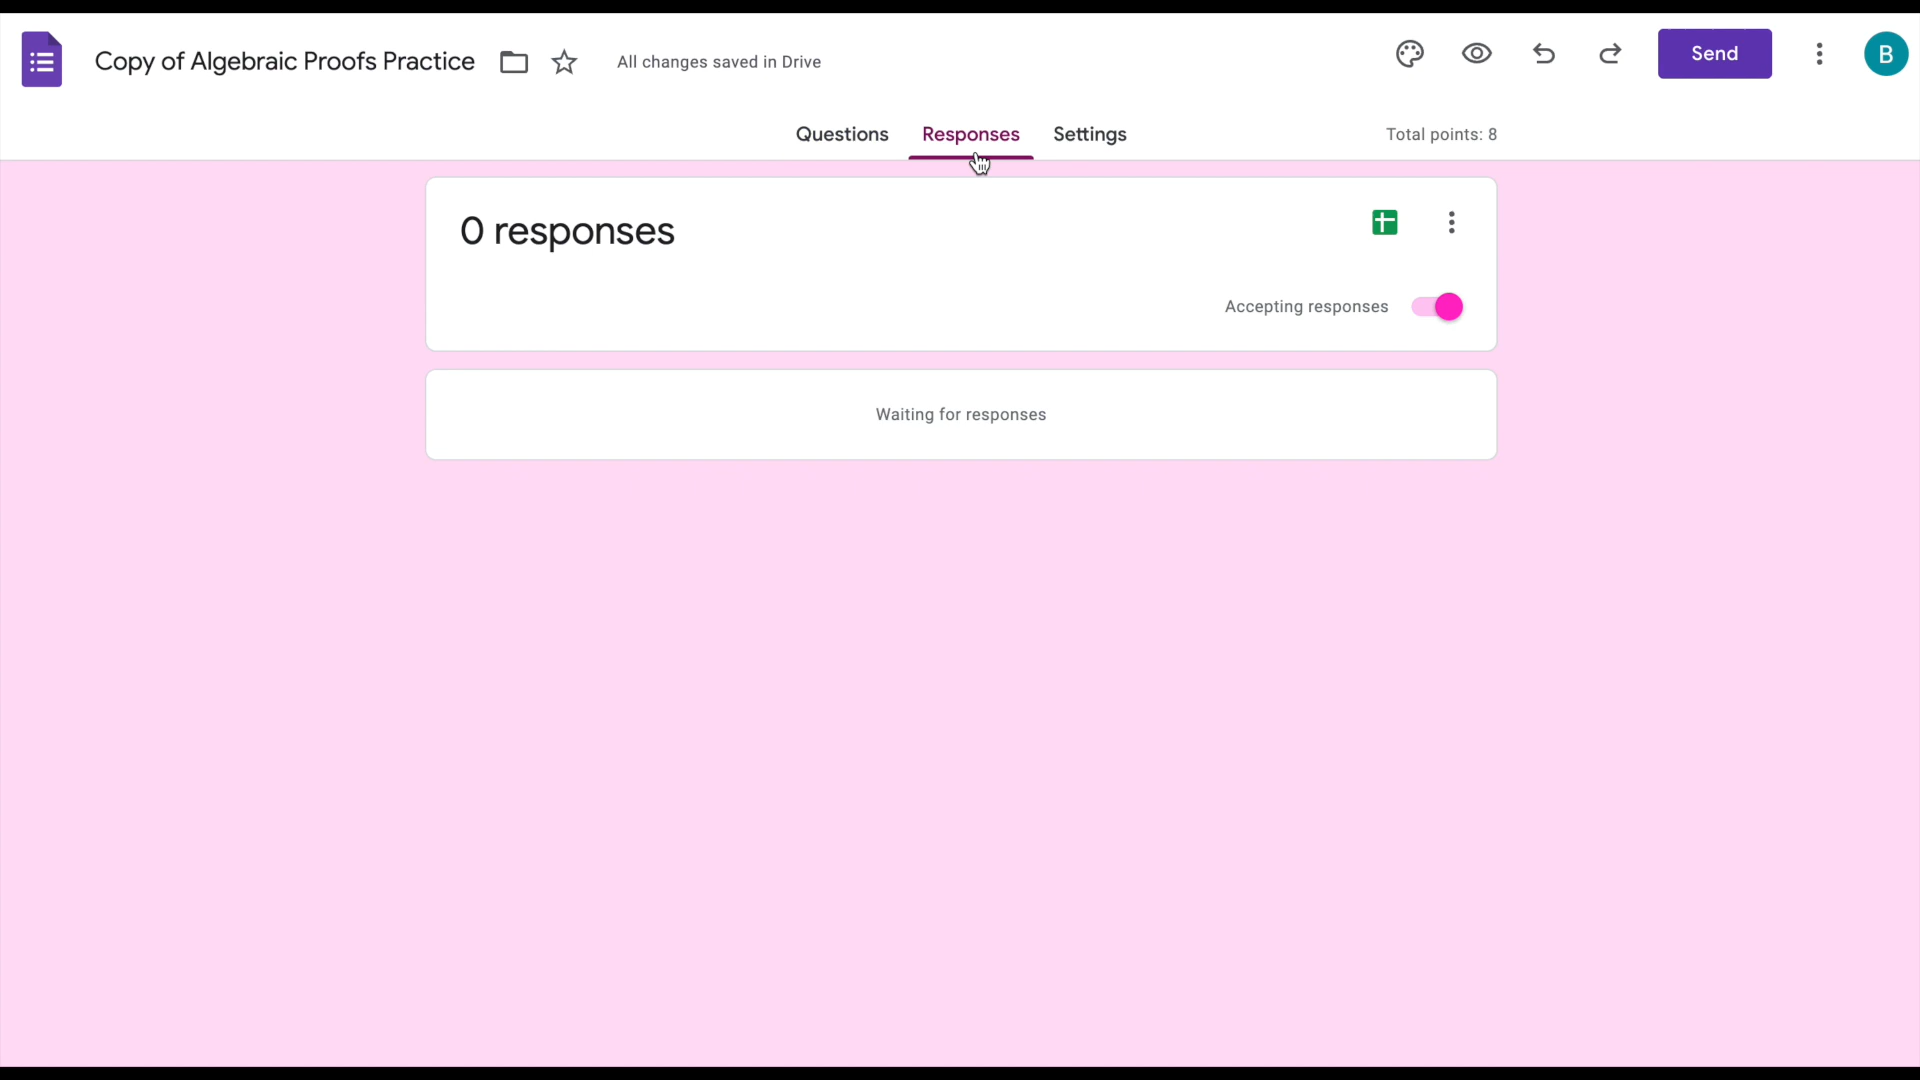 Copy of Algebraic Proofs Practice
All changes saved in Drive
Send
B
Questions
Responses
Settings
Total points: 8
0 responses
Accepting responses
Waiting for responses